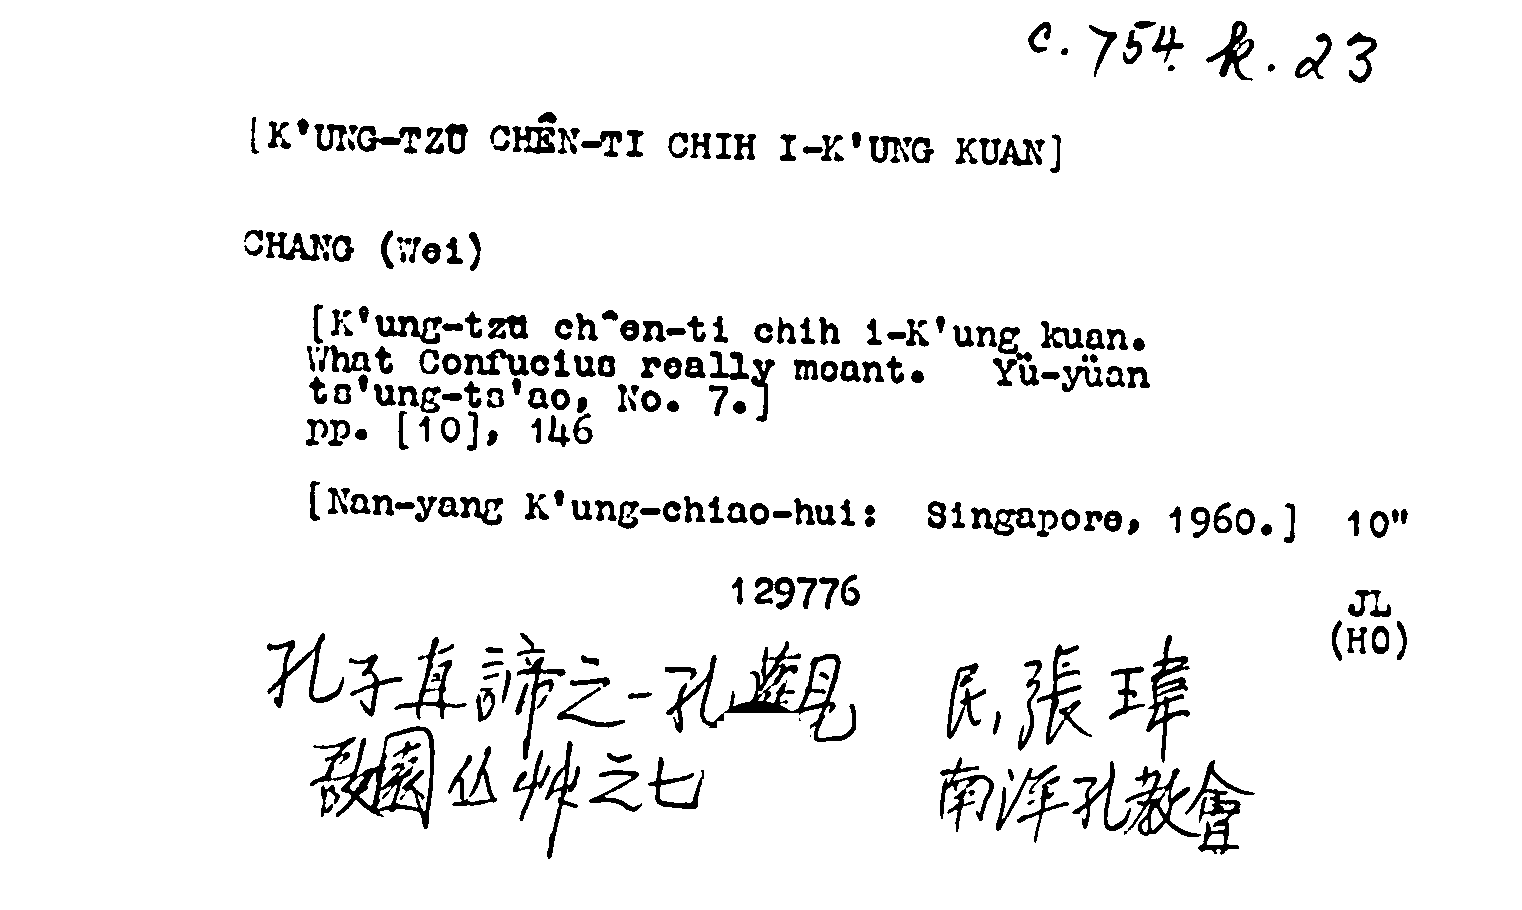 c. 754. k. 23
[K'UNG-TZŬ CHÊN-TI CHIH I-K'UNG KUAN]
CHANG (Wei)
[K'ung-tzŭ ch^en-ti chih i-K'ung kuan.
What Confucius really meant. Yü-yüan
ts'ung-ts'ao, No. 7.]
pp. [10], 146
[Nan-yang K'ung-chiao-hui: Singapore, 1960.] 10"
129776
JL
(HO)
孔子真諦之一孔觀 民, 張瑋
敔園丛艸之七 南洋孔教會